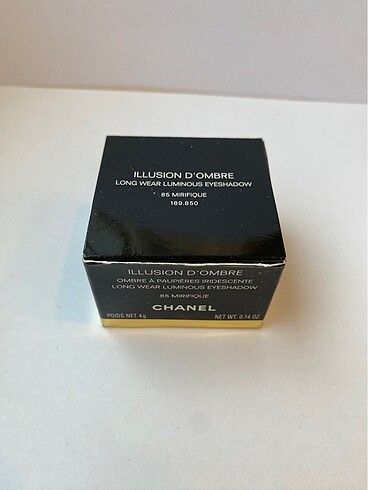 ILLUSION D'OMBRE
LONG WEAR LUMINOUS EYESHADOW
85 MIRIFIQUE
189.850
ILLUSION D'OMBRE
OMBRE À PAUPIÈRES IRIDESCENTE
LONG WEAR LUMINOUS EYESHADOW
85 MIRIFIQUE
CHANEL
POIDS NET 4g NET WT. 0.14 OZ